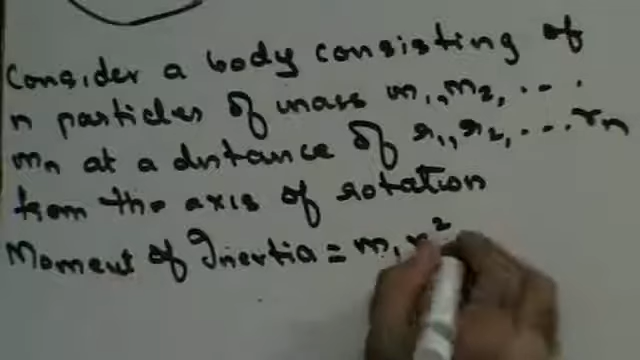 Consider a body consisting of
n particles of mass m₁, m₂, ....
mₙ at a distance of r₁, r₂, ... rₙ
from the axis of rotation
Moment of Inertia = m₁ r²